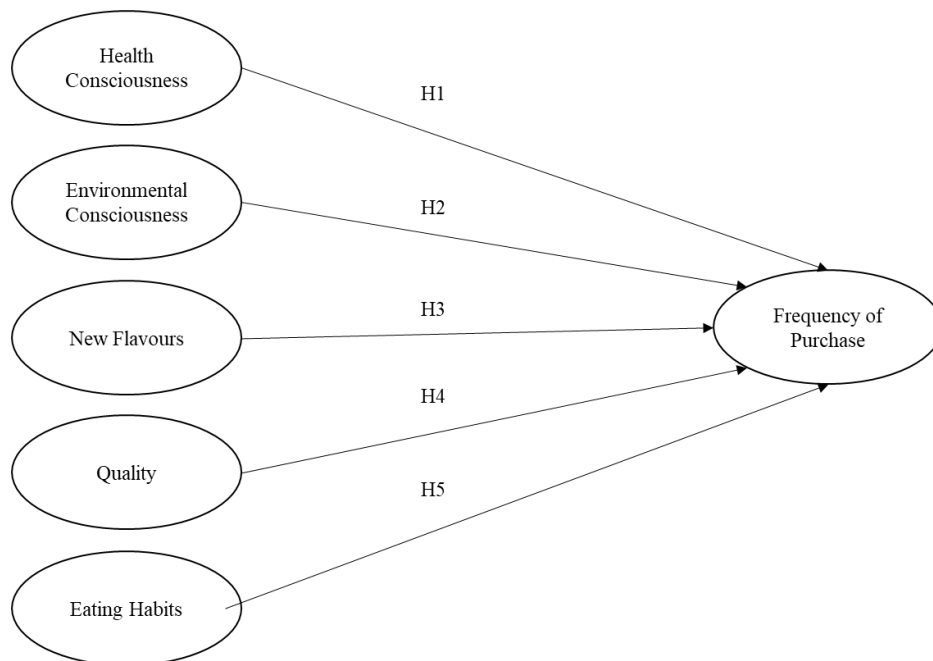 Health
Consciousness
H1
Environmental
Consciousness
H2
New Flavours
H3
Frequency of
Purchase
Quality
H4
Eating Habits
H5